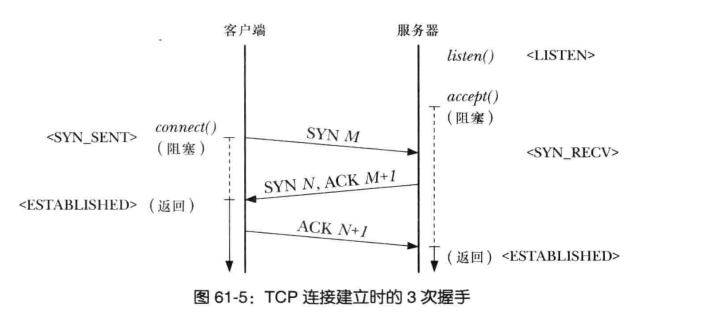 客户端 服务器
listen() <LISTEN>
accept()
（阻塞）
<SYN_SENT> connect() SYN M
（阻塞） <SYN_RECV>
SYN N, ACK M+1
<ESTABLISHED>（返回）
ACK N+1
（返回）<ESTABLISHED>
图 61-5：TCP 连接建立时的 3 次握手